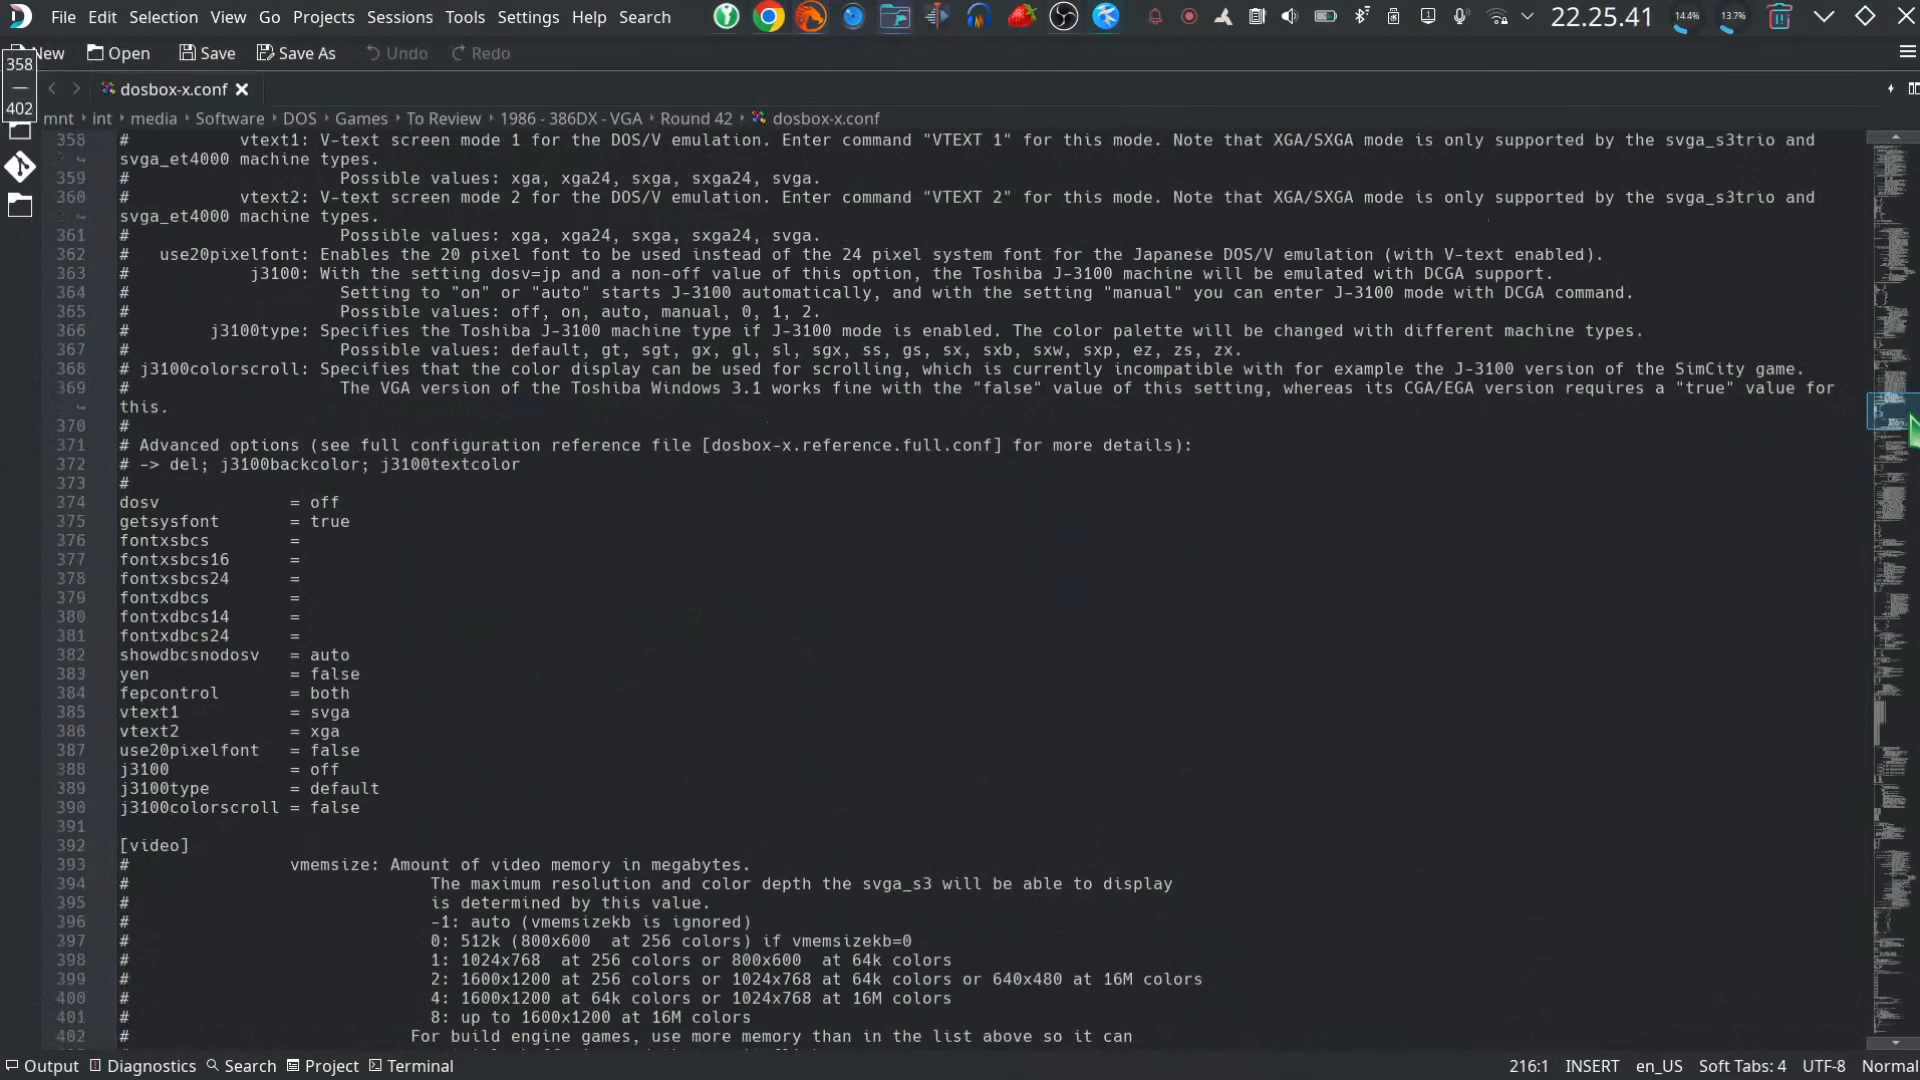 File Edit Selection View Go Projects Sessions Tools Settings Help Search 22.25.41 14.4% 13.7%
New Open Save Save As Undo Redo
358
402
dosbox-x.conf
mnt int media Software DOS Games To Review 1986 - 386DX - VGA Round 42 dosbox-x.conf
358 # vtext1: V-text screen mode 1 for the DOS/V emulation. Enter command "VTEXT 1" for this mode. Note that XGA/SXGA mode is only supported by the svga_s3trio and
svga_et4000 machine types.
359 # Possible values: xga, xga24, sxga, sxga24, svga.
360 # vtext2: V-text screen mode 2 for the DOS/V emulation. Enter command "VTEXT 2" for this mode. Note that XGA/SXGA mode is only supported by the svga_s3trio and
svga_et4000 machine types.
361 # Possible values: xga, xga24, sxga, sxga24, svga.
362 # use20pixelfont: Enables the 20 pixel font to be used instead of the 24 pixel system font for the Japanese DOS/V emulation (with V-text enabled).
363 # j3100: With the setting dosv=jp and a non-off value of this option, the Toshiba J-3100 machine will be emulated with DCGA support.
364 # Setting to "on" or "auto" starts J-3100 automatically, and with the setting "manual" you can enter J-3100 mode with DCGA command.
365 # Possible values: off, on, auto, manual, 0, 1, 2.
366 # j3100type: Specifies the Toshiba J-3100 machine type if J-3100 mode is enabled. The color palette will be changed with different machine types.
367 # Possible values: default, gt, sgt, gx, gl, sl, sgx, ss, gs, sx, sxb, sxw, sxp, ez, zs, zx.
368 # j3100colorscroll: Specifies that the color display can be used for scrolling, which is currently incompatible with for example the J-3100 version of the SimCity game.
369 # The VGA version of the Toshiba Windows 3.1 works fine with the "false" value of this setting, whereas its CGA/EGA version requires a "true" value for
this.
370 #
371 # Advanced options (see full configuration reference file [dosbox-x.reference.full.conf] for more details):
372 # -> del; j3100backcolor; j3100textcolor
373 #
374 dosv = off
375 getsysfont = true
376 fontxsbcs =
377 fontxsbcs16 =
378 fontxsbcs24 =
379 fontxdbcs =
380 fontxdbcs14 =
381 fontxdbcs24 =
382 showdbcsnodosv = auto
383 yen = false
384 fepcontrol = both
385 vtext1 = svga
386 vtext2 = xga
387 use20pixelfont = false
388 j3100 = off
389 j3100type = default
390 j3100colorscroll = false
391
392 [video]
393 # vmemsize: Amount of video memory in megabytes.
394 # The maximum resolution and color depth the svga_s3 will be able to display
395 # is determined by this value.
396 # -1: auto (vmemsizekb is ignored)
397 # 0: 512k (800x600 at 256 colors) if vmemsizekb=0
398 # 1: 1024x768 at 256 colors or 800x600 at 64k colors
399 # 2: 1600x1200 at 256 colors or 1024x768 at 64k colors or 640x480 at 16M colors
400 # 4: 1600x1200 at 64k colors or 1024x768 at 16M colors
401 # 8: up to 1600x1200 at 16M colors
402 # For build engine games, use more memory than in the list above so it can
Output Diagnostics Search Project Terminal 216:1 INSERT en_US Soft Tabs: 4 UTF-8 Normal